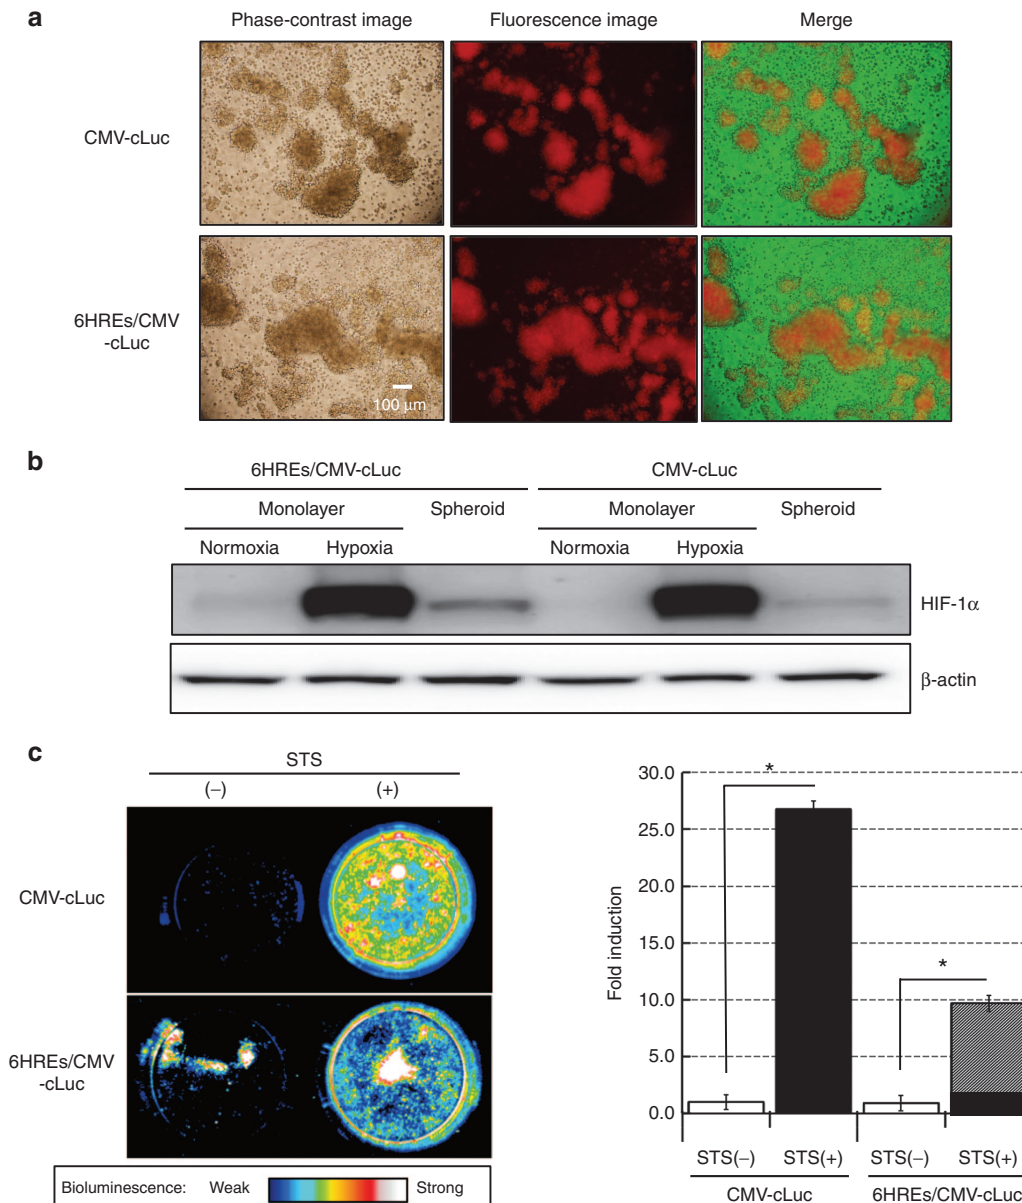 a
Phase-contrast image Fluorescence image Merge
CMV-cLuc
6HREs/CMV
-cLuc
100 μm
b
6HREs/CMV-cLuc CMV-cLuc
Monolayer Spheroid Monolayer Spheroid
Normoxia Hypoxia Normoxia Hypoxia
HIF-1α
β-actin
c
STS
(–) (+)
CMV-cLuc
6HREs/CMV
-cLuc
Bioluminescence: Weak Strong
Fold induction
30.0
25.0
20.0
15.0
10.0
5.0
0.0
*
*
STS(–) STS(+) STS(–) STS(+)
CMV-cLuc 6HREs/CMV-cLuc